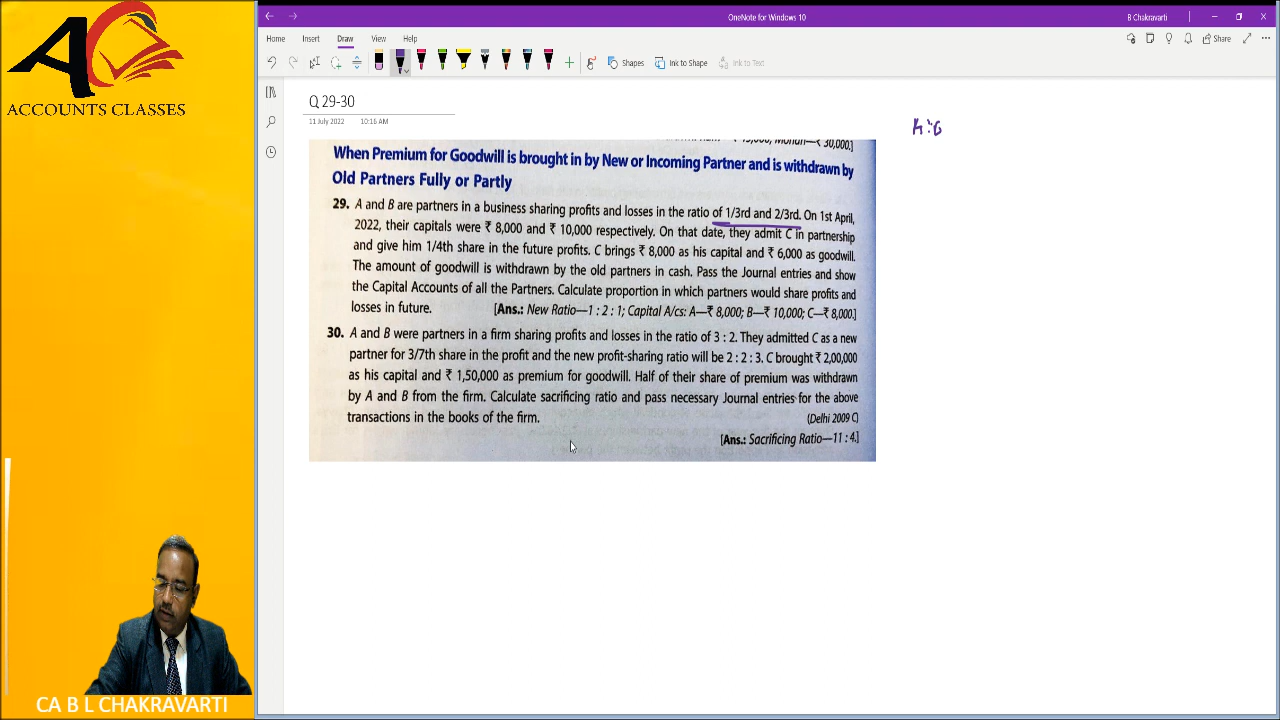 AC
ACCOUNTS CLASSES
OneNote for Windows 10
B Chakravarti
Home Insert Draw View Help
Share
Shapes Ink to Shape Ink to Text
Q 29-30
11 July 2022 10:16 AM
A:B
15,000; Mohan—₹ 30,000.]
When Premium for Goodwill is brought in by New or Incoming Partner and is withdrawn by
Old Partners Fully or Partly
29. A and B are partners in a business sharing profits and losses in the ratio of 1/3rd and 2/3rd. On 1st April,
2022, their capitals were ₹ 8,000 and ₹ 10,000 respectively. On that date, they admit C in partnership
and give him 1/4th share in the future profits. C brings ₹ 8,000 as his capital and ₹ 6,000 as goodwill.
The amount of goodwill is withdrawn by the old partners in cash. Pass the Journal entries and show
the Capital Accounts of all the Partners. Calculate proportion in which partners would share profits and
losses in future. [Ans.: New Ratio—1 : 2 : 1; Capital A/cs: A—₹ 8,000; B—₹ 10,000; C—₹ 8,000.]
30. A and B were partners in a firm sharing profits and losses in the ratio of 3 : 2. They admitted C as a new
partner for 3/7th share in the profit and the new profit-sharing ratio will be 2 : 2 : 3. C brought ₹ 2,00,000
as his capital and ₹ 1,50,000 as premium for goodwill. Half of their share of premium was withdrawn
by A and B from the firm. Calculate sacrificing ratio and pass necessary Journal entries for the above
transactions in the books of the firm. (Delhi 2009 C)
[Ans.: Sacrificing Ratio—11 : 4.]
CA B L CHAKRAVARTI